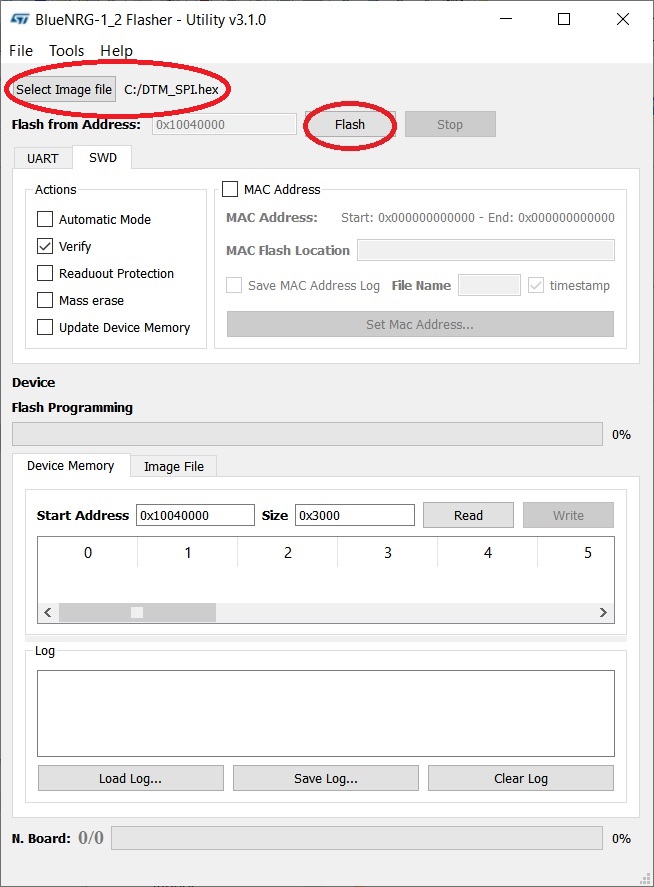 BlueNRG-1_2 Flasher - Utility v3.1.0
File Tools Help
Select Image file C:/DTM_SPI.hex
Flash from Address: 0x10040000 Flash Stop
UART SWD
Actions MAC Address
Automatic Mode MAC Address: Start: 0x000000000000 - End: 0x000000000000
Verify MAC Flash Location
Readuout Protection Save MAC Address Log File Name timestamp
Mass erase
Update Device Memory Set Mac Address...
Device
Flash Programming
0%
Device Memory Image File
Start Address 0x10040000 Size 0x3000 Read Write
0 1 2 3 4 5
Log
Load Log... Save Log... Clear Log
N. Board: 0/0 0%